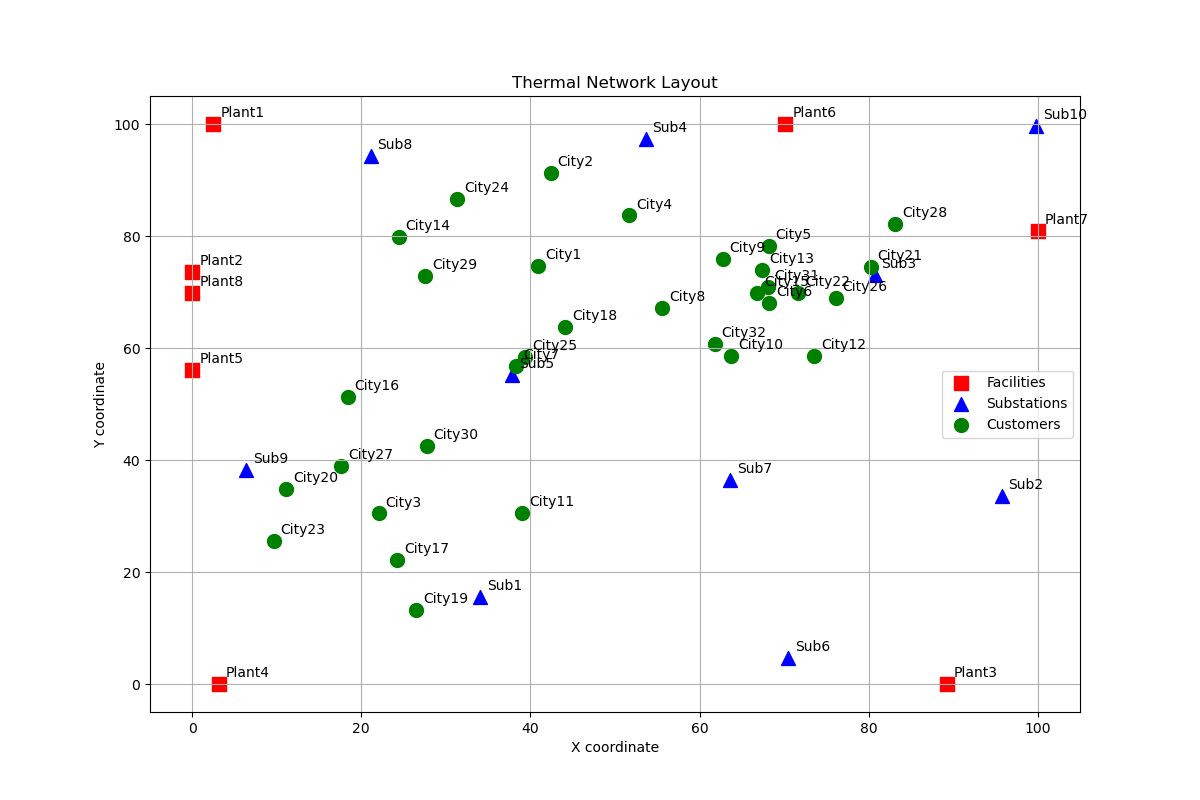 Thermal Network Layout
Plant1
Plant6
Sub10
Sub4
Sub8
City2
City24
City4
City28
Plant7
City14
City5
City9
City1
City21
Plant2
City29
City13
Sub3
Plant8
City31
City15
City22
City26
City6
City8
City18
City32
City10
City12
City25
City7
Sub5
Plant5
City16
Facilities
Substations
Customers
City30
City27
Sub9
Sub7
City20
Sub2
City3
City11
City23
City17
Sub1
City19
Sub6
Plant4
Plant3
100
80
60
40
20
0
Y coordinate
0 20 40 60 80 100
X coordinate